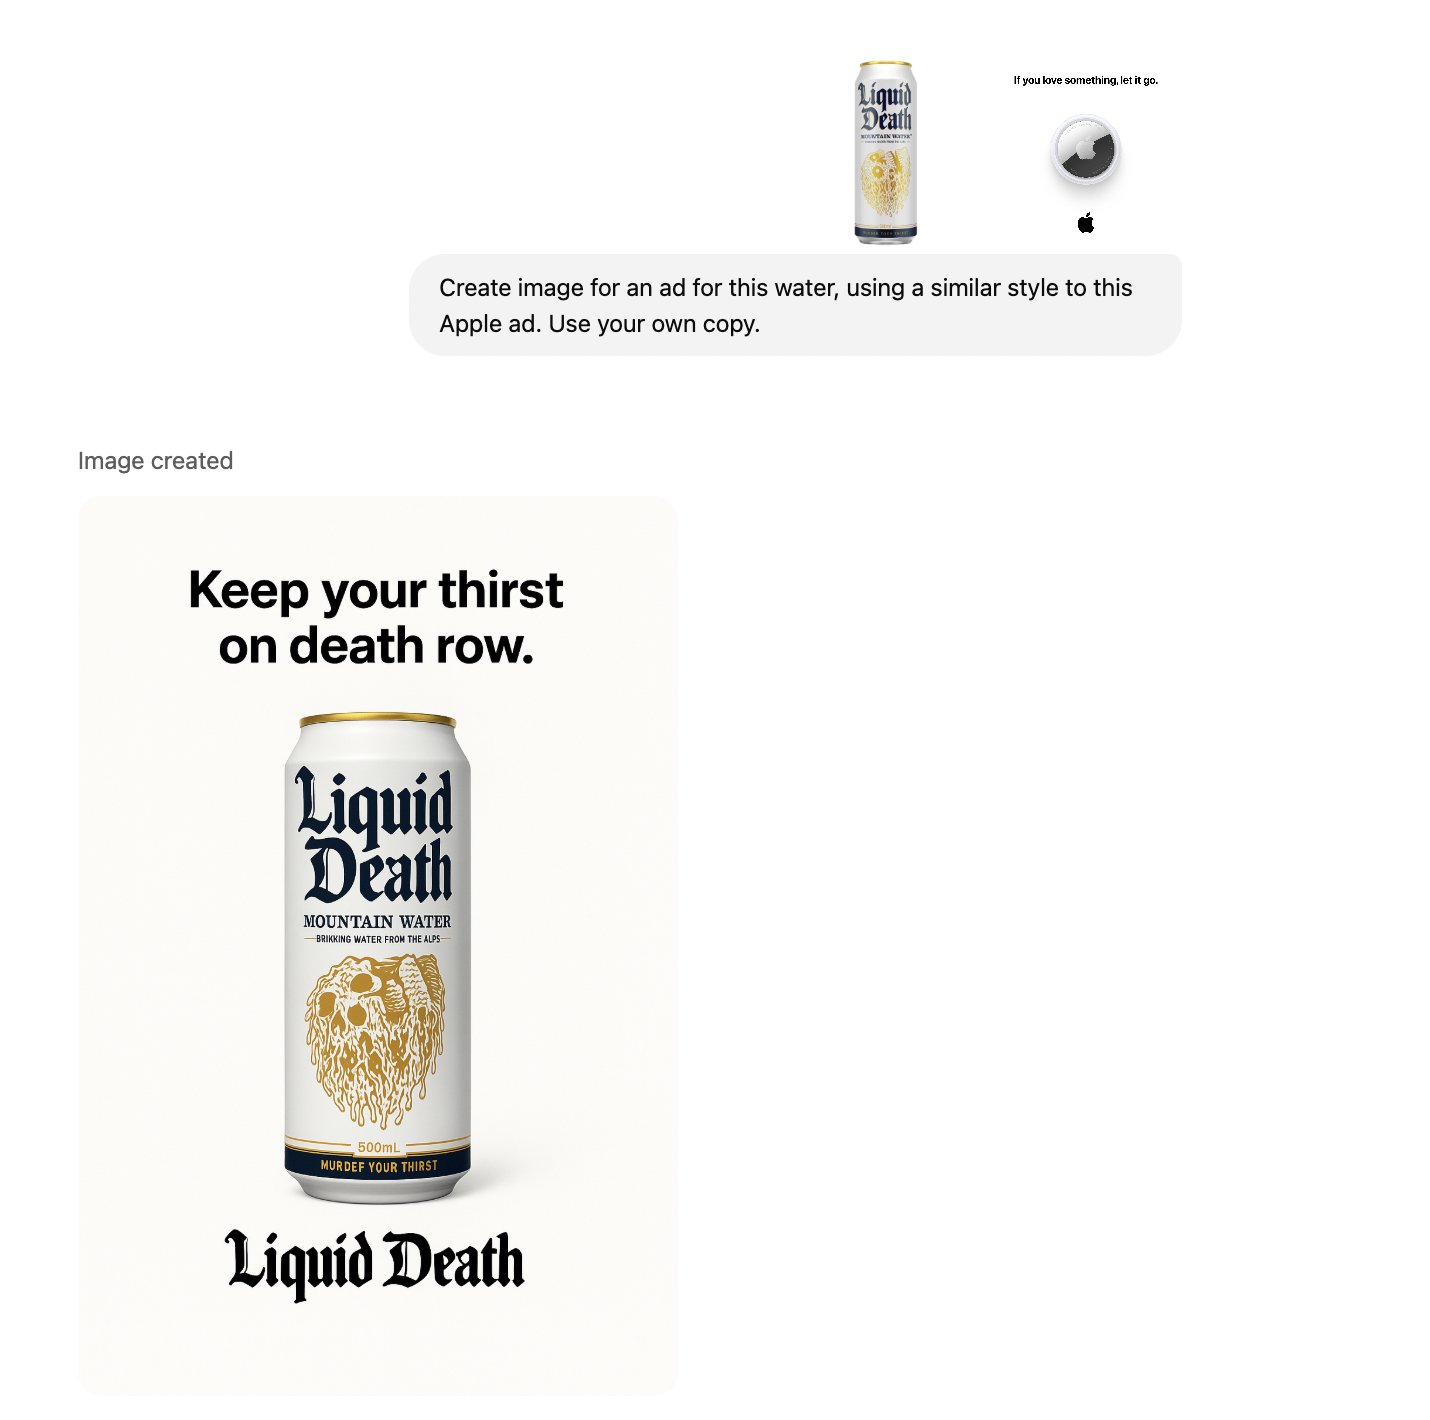 Liquid
Death
MOUNTAIN WATER
If you love something, let it go.
Create image for an ad for this water, using a similar style to this
Apple ad. Use your own copy.
Image created
Keep your thirst
on death row.
Liquid
Death
MOUNTAIN WATER
BRIKKING WATER FROM THE ALPS
500mL
MURDEF YOUR THIRST
Liquid Death